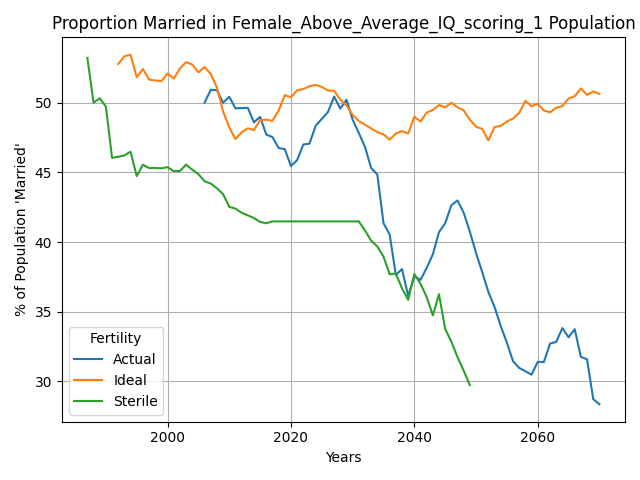 Proportion Married in Female_Above_Average_IQ_scoring_1 Population
% of Population 'Married'
50
45
40
35
30
Fertility
Actual
Ideal
Sterile
2000
2020
2040
2060
Years